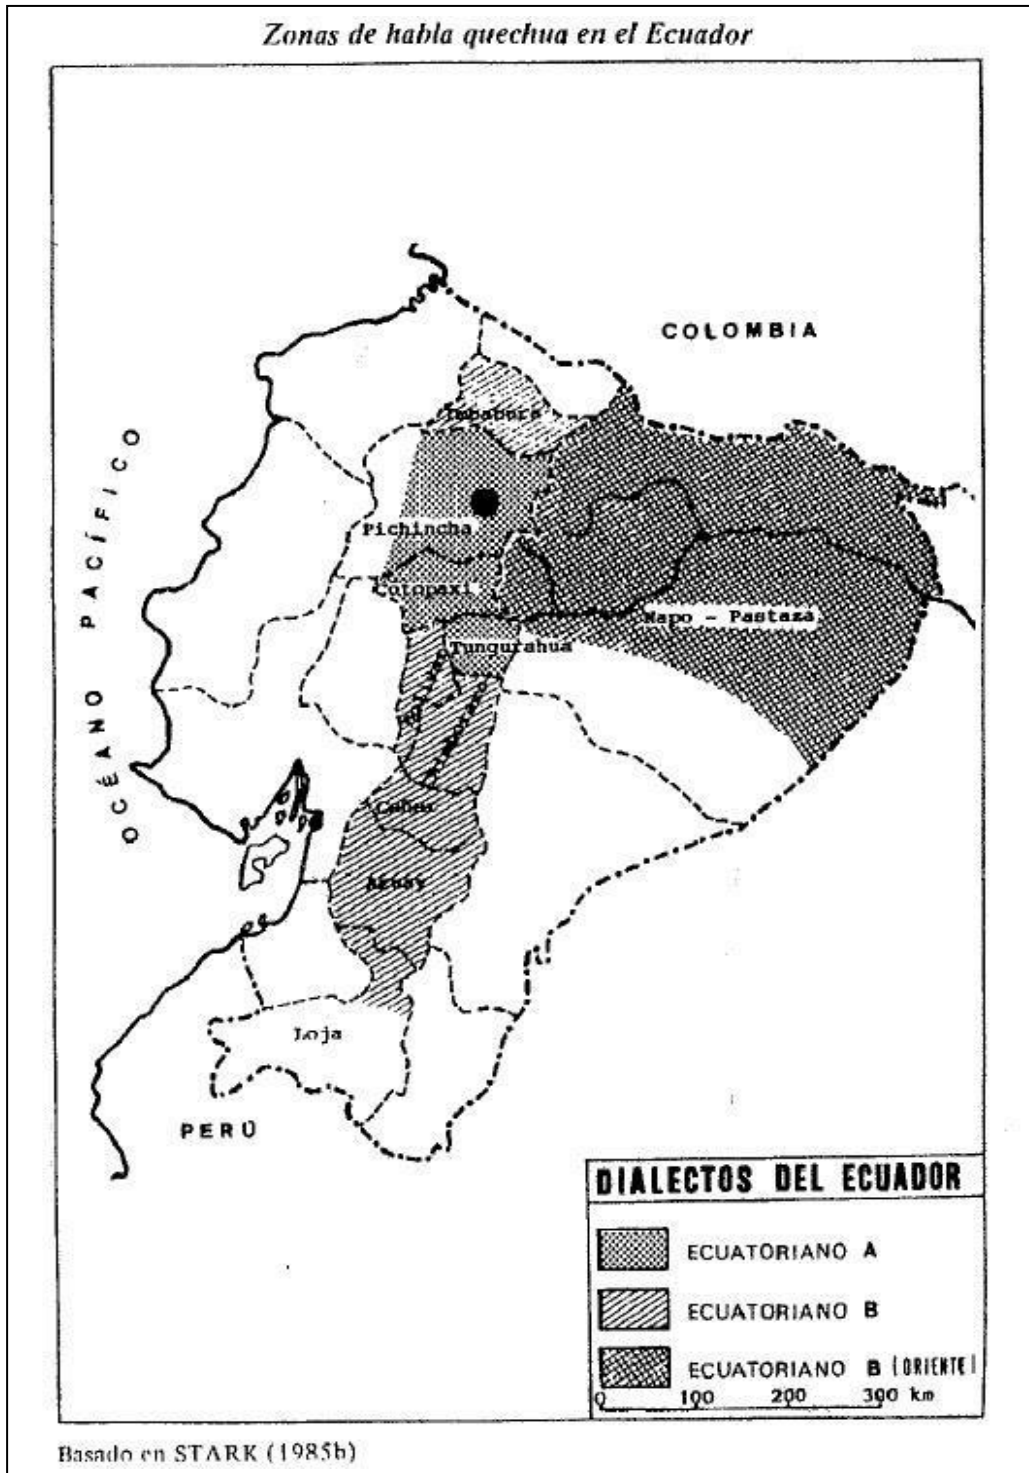 Zonas de habla quechua en el Ecuador
COLOMBIA
OCÉANO PACÍFICO
Imbabura
Pichincha
Cotopaxi
Napo - Pastaza
Tungurahua
Cañar
Azuay
Loja
PERÚ
DIALECTOS DEL ECUADOR
ECUATORIANO A
ECUATORIANO B
ECUATORIANO B (ORIENTE)
0 100 200 300 km
Basado en STARK (1985b)